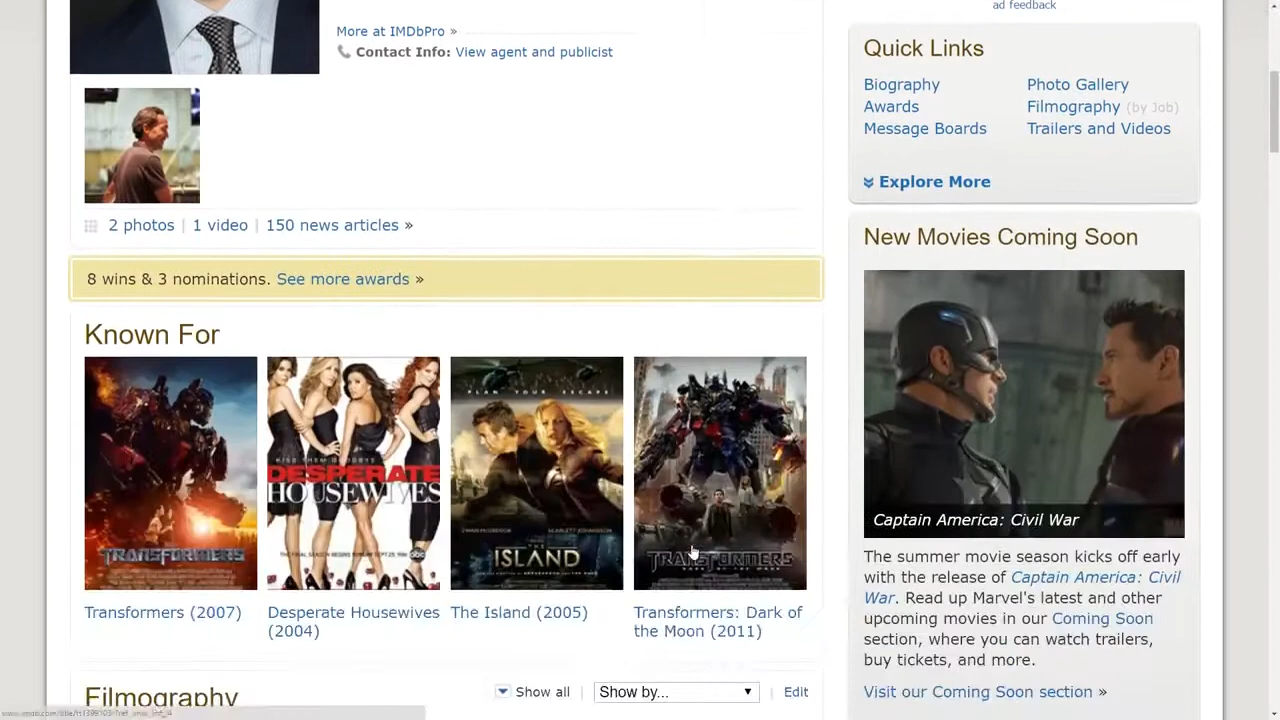 ad feedback
More at IMDbPro »
Contact Info: View agent and publicist
2 photos | 1 video | 150 news articles »
8 wins & 3 nominations. See more awards »
Known For
TRANSFORMERS
DESPERATE
HOUSEWIVES
PLAN YOUR ESCAPE
THE
ISLAND
TRANSFORMERS
Transformers (2007)
Desperate Housewives
(2004)
The Island (2005)
Transformers: Dark of
the Moon (2011)
Filmography
Show all | Show by... | Edit
Quick Links
Biography
Photo Gallery
Awards
Filmography (by Job)
Message Boards
Trailers and Videos
Explore More
New Movies Coming Soon
Captain America: Civil War
The summer movie season kicks off early
with the release of Captain America: Civil
War. Read up Marvel's latest and other
upcoming movies in our Coming Soon
section, where you can watch trailers,
buy tickets, and more.
Visit our Coming Soon section »